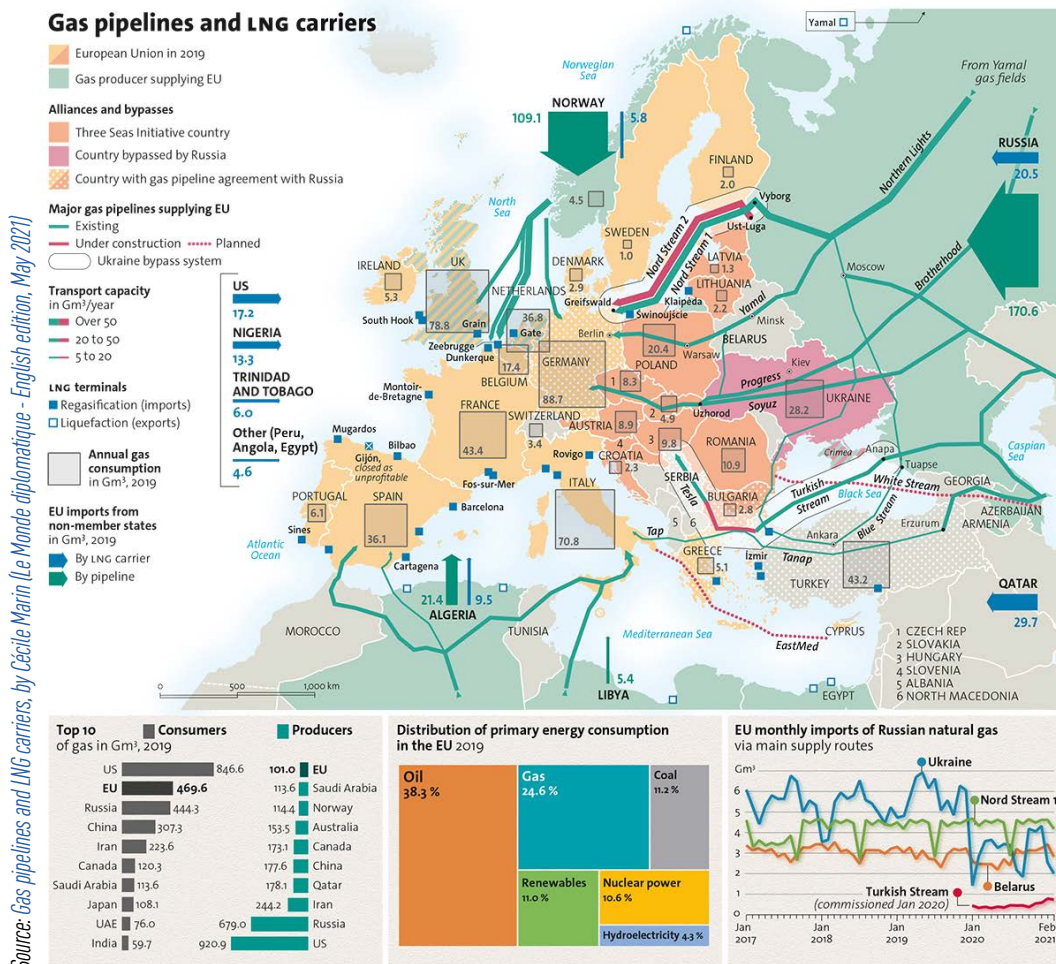 Gas pipelines and LNG carriers
European Union in 2019
Gas producer supplying EU
Alliances and bypasses
Three Seas Initiative country
Country bypassed by Russia
Country with gas pipeline agreement with Russia
Major gas pipelines supplying EU
Existing
Under construction
Planned
Ukraine bypass system
Transport capacity
in Gm³/year
Over 50
20 to 50
5 to 20
LNG terminals
Regasification (imports)
Liquefaction (exports)
Annual gas
consumption
in Gm³, 2019
EU imports from
non-member states
in Gm³, 2019
By LNG carrier
By pipeline
Source: Gas pipelines and LNG carriers, by Cécile Marin (Le Monde diplomatique - English edition, May 2021)
US
17.2
NIGERIA
13.3
TRINIDAD
AND TOBAGO
6.0
Other (Peru,
Angola, Egypt)
4.6
Yamal
From Yamal
gas fields
Norwegian
Sea
NORWAY
109.1
5.8
4.5
RUSSIA
20.5
170.6
Northern Lights
Brotherhood
FINLAND
2.0
Vyborg
Ust-Luga
SWEDEN
1.0
Nord Stream 2
Nord Stream 1
LATVIA
1.3
LITHUANIA
2.2
Klaipėda
Moscow
North
Sea
IRELAND
5.3
UK
78.8
DENMARK
2.9
NETHERLANDS
36.8
Greifswald
Świnoujście
Yamal
Minsk
BELARUS
South Hook
Grain
Gate
Berlin
Zeebrugge
Dunkerque
17.4
BELGIUM
GERMANY
88.7
20.4
POLAND
Warsaw
Kiev
Progress
Soyuz
UKRAINE
28.2
Uzhorod
1
8.3
2
4.9
Montoir-
de-Bretagne
FRANCE
43.4
SWITZERLAND
3.4
AUSTRIA
8.9
3
9.8
4
CROATIA
2.3
ROMANIA
10.9
Crimea
Anapa
Tuapse
Caspian
Sea
Mugardos
Gijón,
closed as
unprofitable
Bilbao
Rovigo
Fos-sur-Mer
ITALY
70.8
SERBIA
Tesla
BULGARIA
2.8
Turkish
Stream
Black Sea
White Stream
Blue Stream
GEORGIA
AZERBAIJAN
ARMENIA
PORTUGAL
6.1
SPAIN
36.1
Barcelona
Sines
Cartagena
Atlantic
Ocean
5
6
Tap
GREECE
5.1
İzmir
Ankara
Tanap
Erzurum
TURKEY
43.2
QATAR
29.7
21.4
9.5
ALGERIA
MOROCCO
TUNISIA
Mediterranean Sea
EastMed
CYPRUS
5.4
LIBYA
EGYPT
1 CZECH REP
2 SLOVAKIA
3 HUNGARY
4 SLOVENIA
5 ALBANIA
6 NORTH MACEDONIA
0 500 1,000 km
Top 10
of gas in Gm³, 2019
Consumers
Producers
US 846.6
EU 469.6
Russia 444.3
China 307.3
Iran 223.6
Canada 120.3
Saudi Arabia 113.6
Japan 108.1
UAE 76.0
India 59.7
101.0 EU
113.6 Saudi Arabia
114.4 Norway
153.5 Australia
173.1 Canada
177.6 China
178.1 Qatar
244.2 Iran
679.0 Russia
920.9 US
Distribution of primary energy consumption
in the EU 2019
Oil
38.3 %
Gas
24.6 %
Coal
11.2 %
Renewables
11.0 %
Nuclear power
10.6 %
Hydroelectricity 4.3 %
EU monthly imports of Russian natural gas
via main supply routes
Gm³
Ukraine
Nord Stream 1
Belarus
Turkish Stream
(commissioned Jan 2020)
6
5
4
3
2
1
0
Jan
2017
Jan
2018
Jan
2019
Jan
2020
Feb
2021